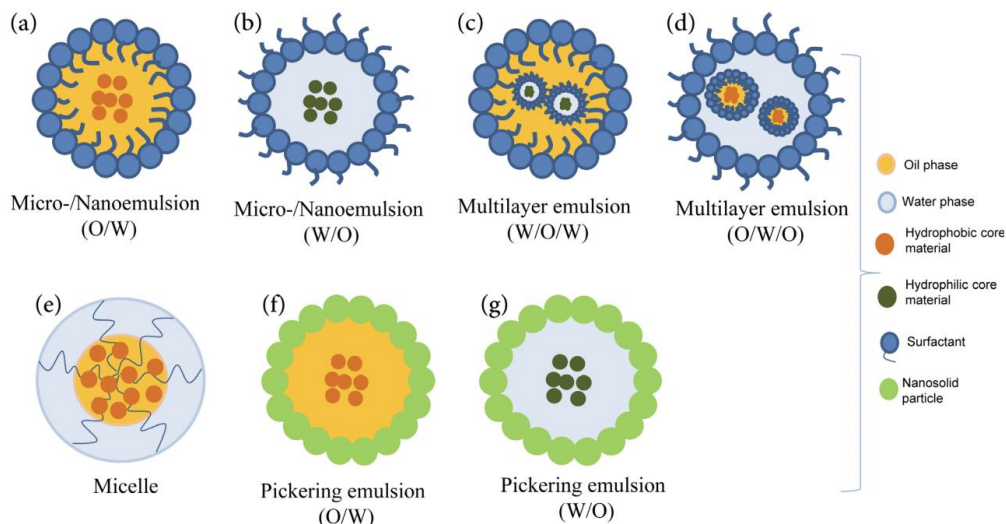 (a)
(b)
(c)
(d)
Micro-/Nanoemulsion
(O/W)
Micro-/Nanoemulsion
(W/O)
Multilayer emulsion
(W/O/W)
Multilayer emulsion
(O/W/O)
(e)
(f)
(g)
Micelle
Pickering emulsion
(O/W)
Pickering emulsion
(W/O)
Oil phase
Water phase
Hydrophobic core
material
Hydrophilic core
material
Surfactant
Nanosolid
particle